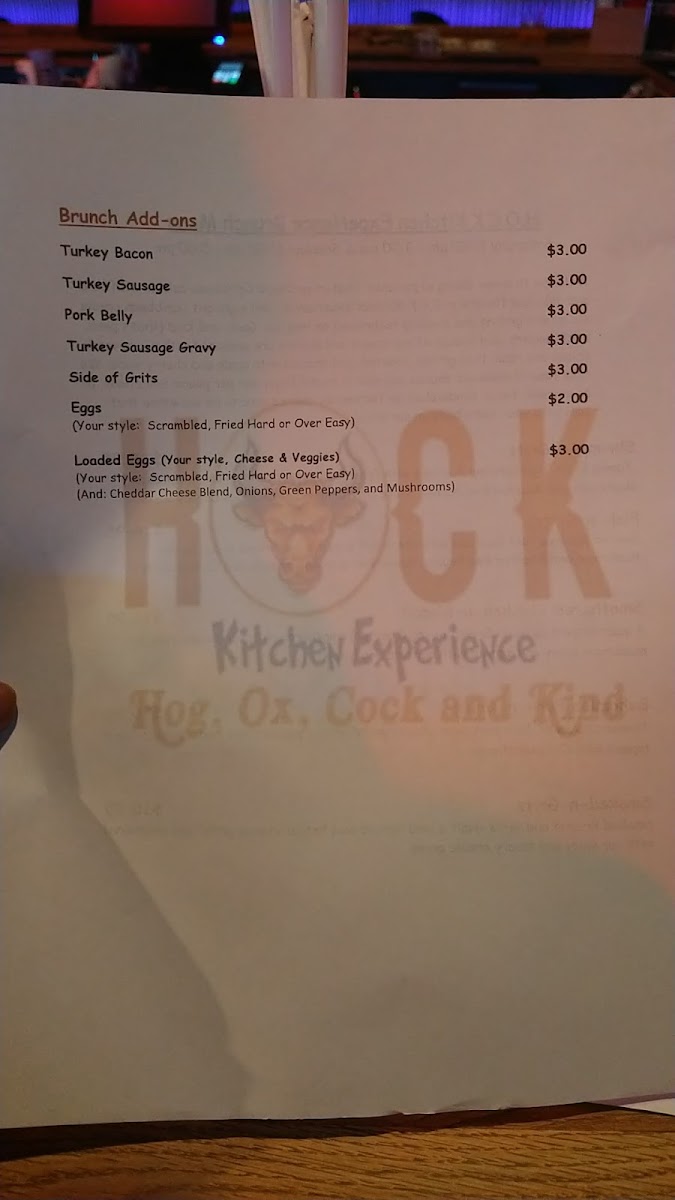 Brunch Add-ons
Turkey Bacon $3.00
Turkey Sausage $3.00
Pork Belly $3.00
Turkey Sausage Gravy $3.00
Side of Grits $3.00
Eggs $2.00
(Your style: Scrambled, Fried Hard or Over Easy)
Loaded Eggs (Your style, Cheese & Veggies) $3.00
(Your style: Scrambled, Fried Hard or Over Easy)
(And: Cheddar Cheese Blend, Onions, Green Peppers, and Mushrooms)
HOCK
Kitchen Experience
Hog, Ox, Cock and Kind